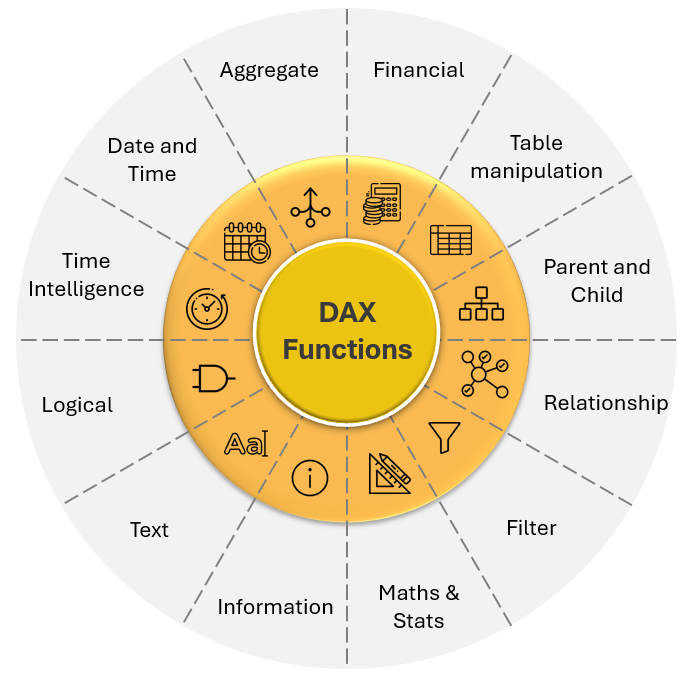 Aggregate
Financial
Date and
Time
Table
manipulation
Time
Intelligence
Parent and
Child
DAX
Functions
Logical
Relationship
Aa
Text
Filter
Information
Maths &
Stats